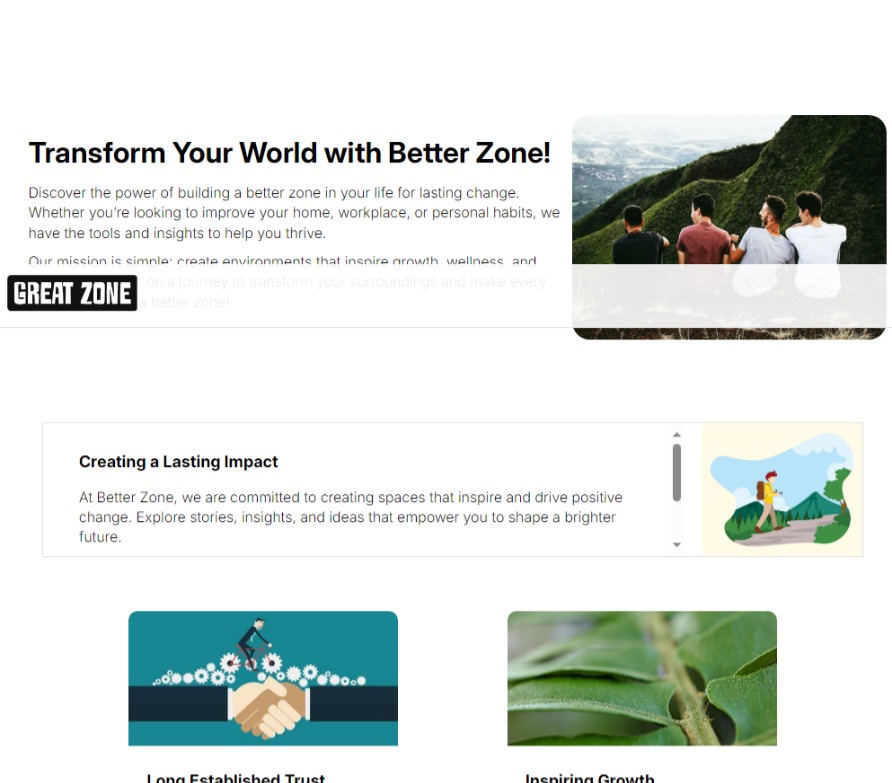 Transform Your World with Better Zone!
Discover the power of building a better zone in your life for lasting change.
Whether you’re looking to improve your home, workplace, or personal habits, we
have the tools and insights to help you thrive.
Our mission is simple: create environments that inspire growth, wellness, and
on a journey to transform your surroundings and make every
GREAT ZONE
a better zone!
Creating a Lasting Impact
At Better Zone, we are committed to creating spaces that inspire and drive positive
change. Explore stories, insights, and ideas that empower you to shape a brighter
future.
Long Established Trust
Inspiring Growth